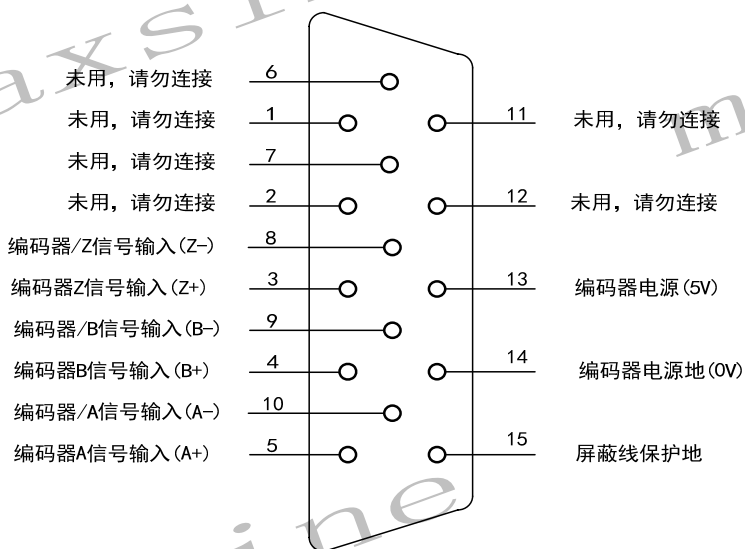 axsi
m
未用，请勿连接 6
未用，请勿连接 1
11 未用，请勿连接
未用，请勿连接 7
未用，请勿连接 2
12 未用，请勿连接
编码器/Z信号输入(Z-) 8
编码器Z信号输入(Z+) 3
13 编码器电源(5V)
编码器/B信号输入(B-) 9
编码器B信号输入(B+) 4
14 编码器电源地(0V)
编码器/A信号输入(A-) 10
编码器A信号输入(A+) 5
15 屏蔽线保护地
ine